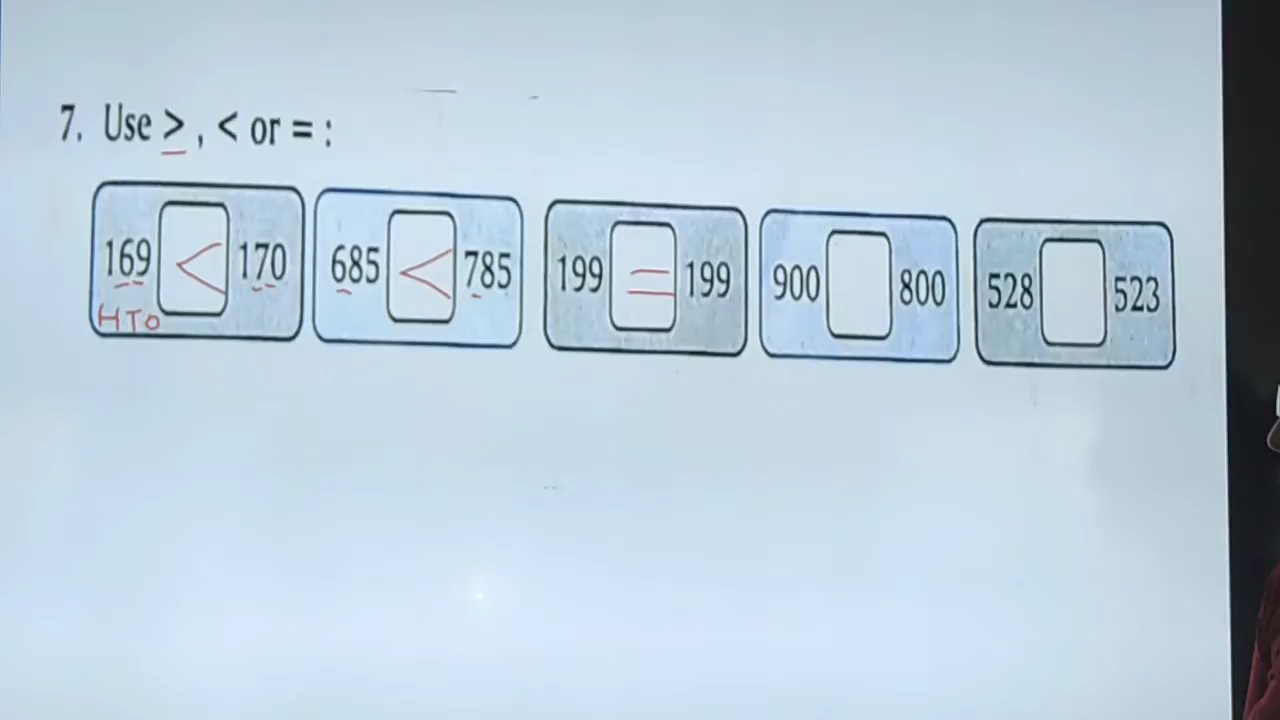 7. Use > , < or = :
169 < 170 685 < 785 199 = 199 900 800 528 523
HTO